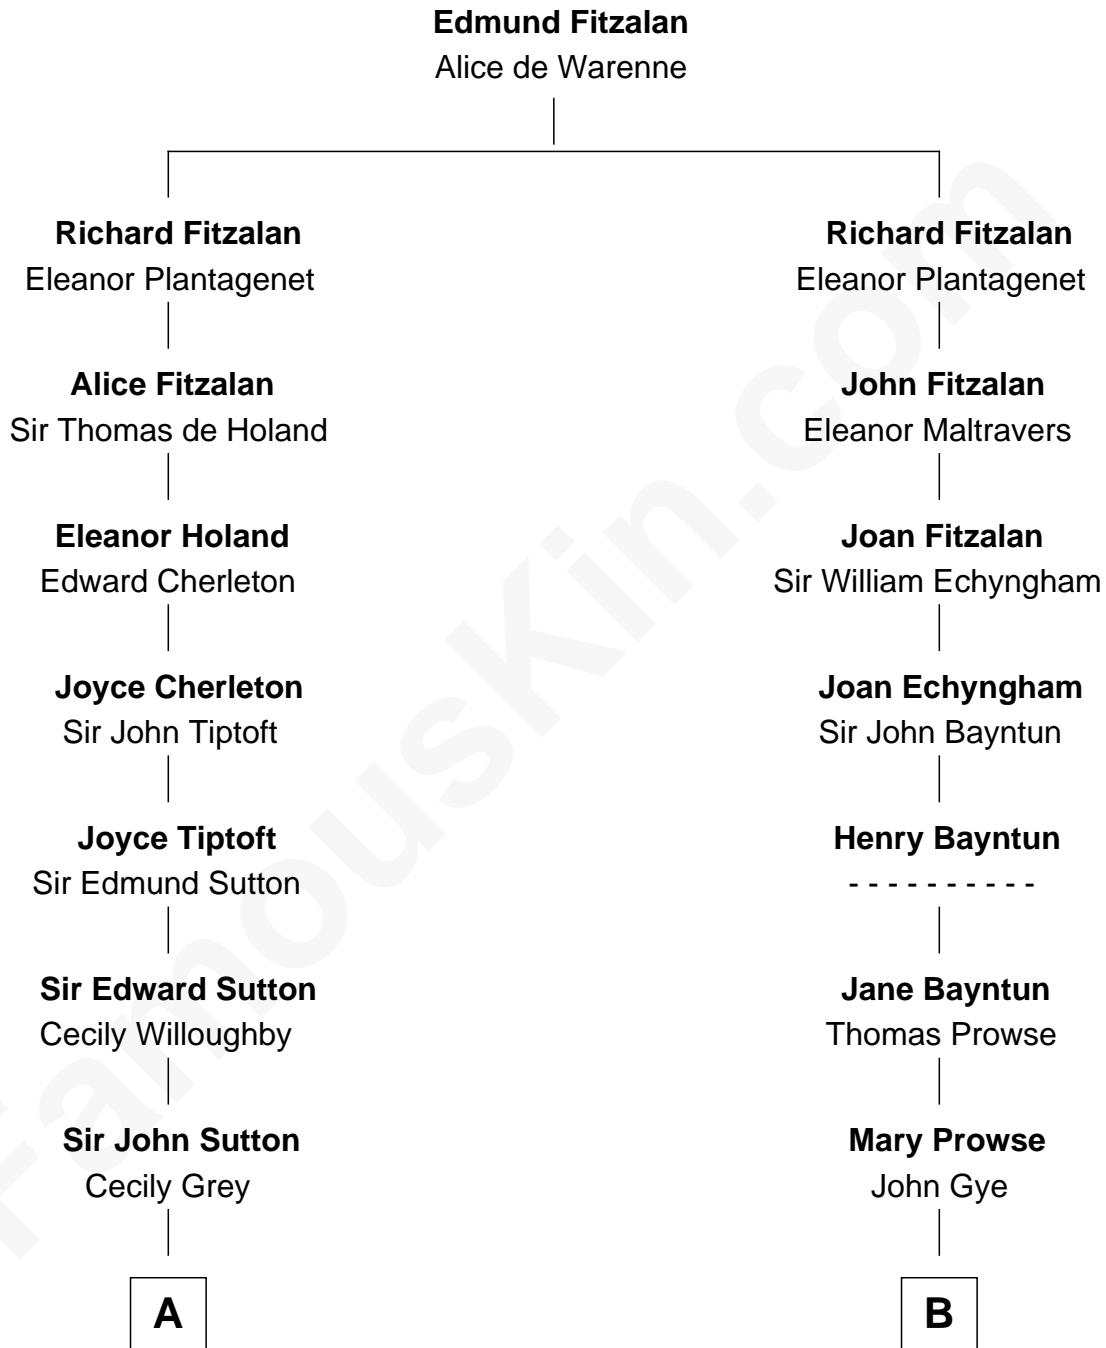 Edmund Fitzalan
Alice de Warenne
Richard Fitzalan
Eleanor Plantagenet
Richard Fitzalan
Eleanor Plantagenet
Alice Fitzalan
Sir Thomas de Holand
John Fitzalan
Eleanor Maltravers
Eleanor Holand
Edward Cherleton
Joan Fitzalan
Sir William Echyngham
Joyce Cherleton
Sir John Tiptoft
Joan Echyngham
Sir John Bayntun
Joyce Tiptoft
Sir Edmund Sutton
Henry Bayntun
- - - - - - - - - -
Sir Edward Sutton
Cecily Willoughby
Jane Bayntun
Thomas Prowse
Sir John Sutton
Cecily Grey
Mary Prowse
John Gye
A
B
FamousKin.com